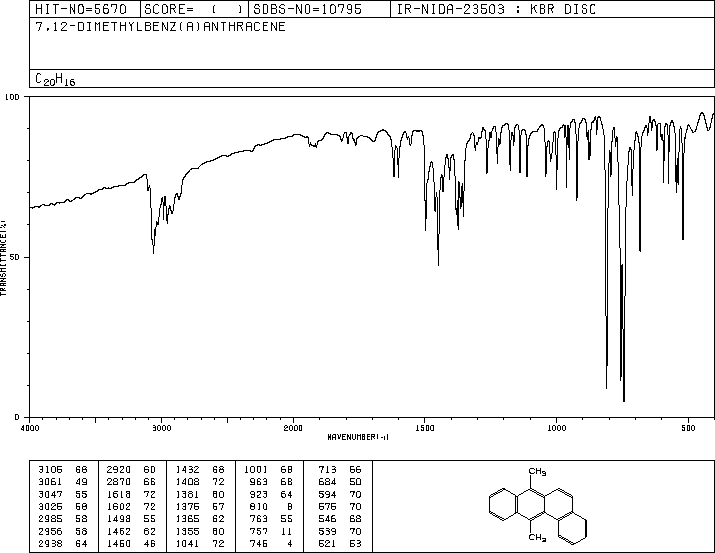 HIT-NO=5670 SCORE= ( ) SDBS-NO=10795 IR-NIDA-23503 : KBR DISC
7,12-DIMETHYLBENZ(A)ANTHRACENE
C20H16
100
50
0
TRANSMITTANCE(%)
4000 3000 2000 1500 1000 500
WAVENUMBER(-1)
3105 66 2920 60 1432 68 1001 68 713 56
3061 49 2870 66 1408 72 963 68 684 50
3047 55 1618 72 1381 60 923 64 594 70
3025 58 1602 72 1375 57 810 8 575 70
2985 58 1498 55 1365 62 763 55 546 68
2956 58 1462 62 1355 60 757 11 539 70
2938 64 1450 46 1041 72 746 4 521 53
CH3
CH3